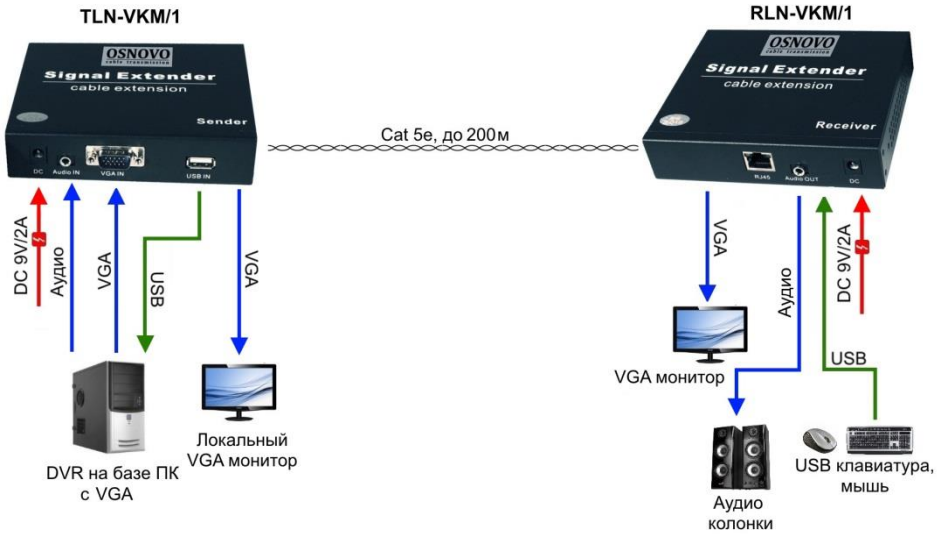 TLN-VKM/1
RLN-VKM/1
OSNOVO
cable transmission
Signal Extender
cable extension
Sender
DC
Audio IN
VGA IN
USB IN
Cat 5e, до 200м
OSNOVO
cable transmission
Signal Extender
cable extension
Receiver
RJ45
Audio OUT
DC
DC 9V/2A
Аудио
VGA
USB
VGA
VGA
Аудио
DC 9V/2A
USB
DVR на базе ПК
с VGA
Локальный
VGA монитор
VGA монитор
Аудио
колонки
USB клавиатура,
мышь